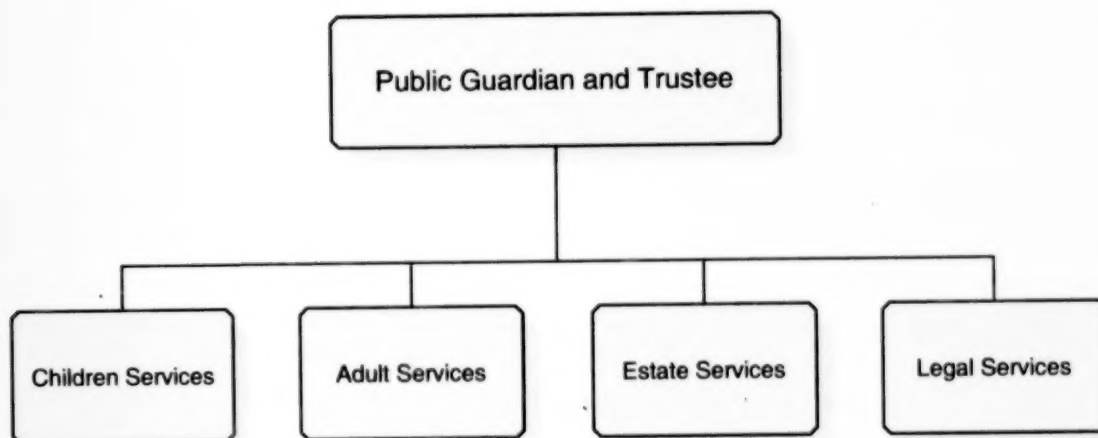 Public Guardian and Trustee
Children Services
Adult Services
Estate Services
Legal Services